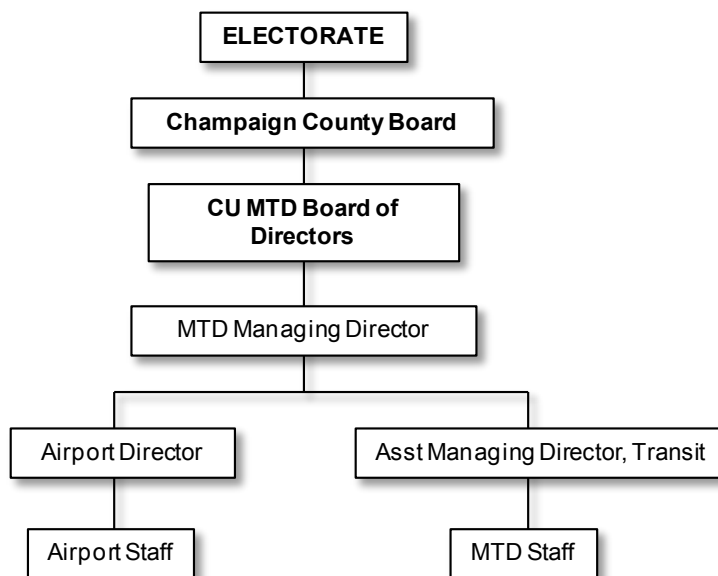 ELECTORATE
Champaign County Board
CU MTD Board of
Directors
MTD Managing Director
Airport Director
Asst Managing Director, Transit
Airport Staff
MTD Staff